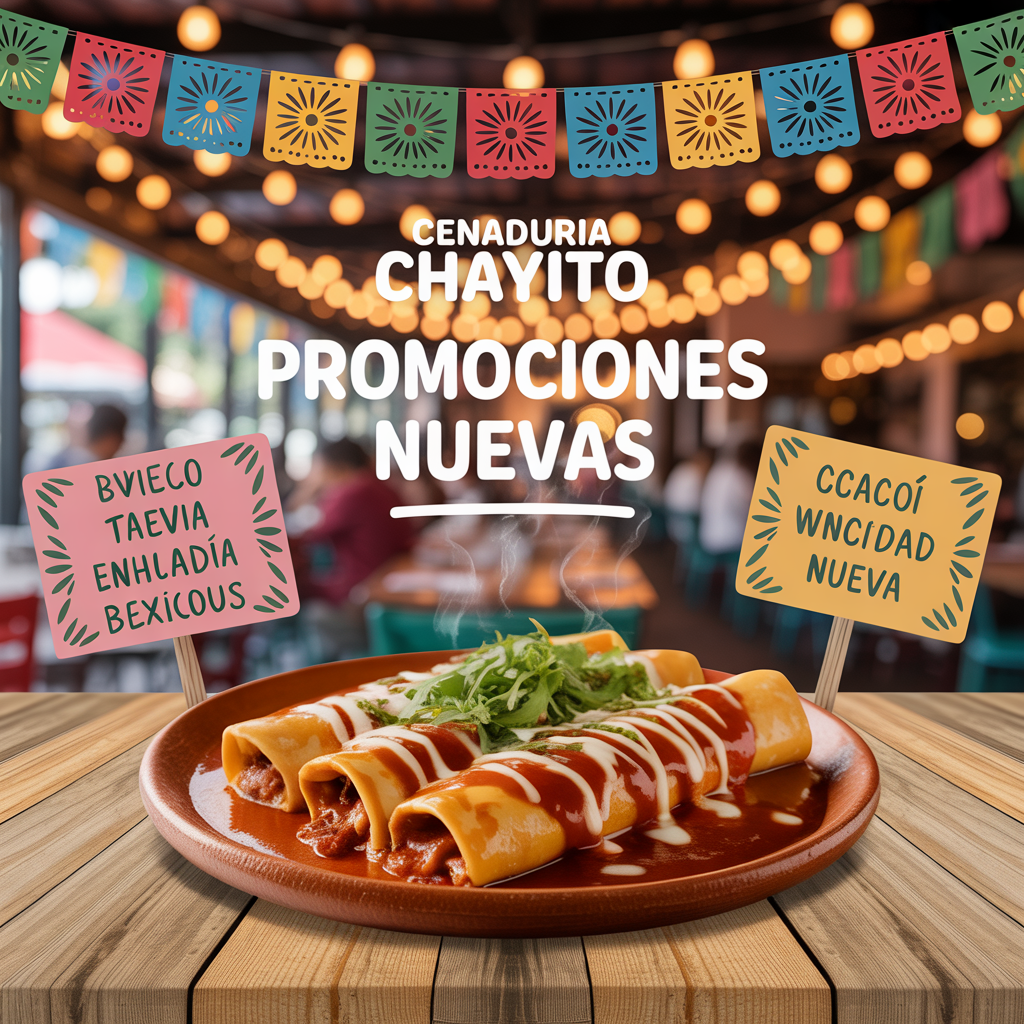 CENADURIA
CHAYITO
PROMOCIONES
NUEVAS
BVIECO
TAEVIA
ENHLADÍA
BEXICOUS
CCACOÍ
WNCIDAD
NUEVA